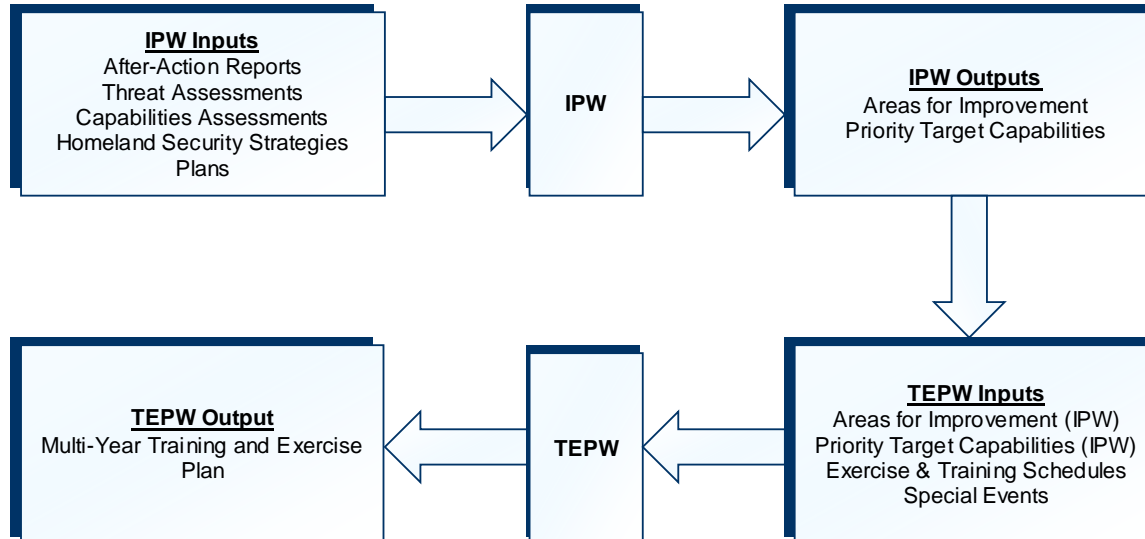 IPW Inputs
After-Action Reports
Threat Assessments
Capabilities Assessments
Homeland Security Strategies
Plans
IPW
IPW Outputs
Areas for Improvement
Priority Target Capabilities
TEPW Inputs
Areas for Improvement (IPW)
Priority Target Capabilities (IPW)
Exercise & Training Schedules
Special Events
TEPW
TEPW Output
Multi-Year Training and Exercise
Plan